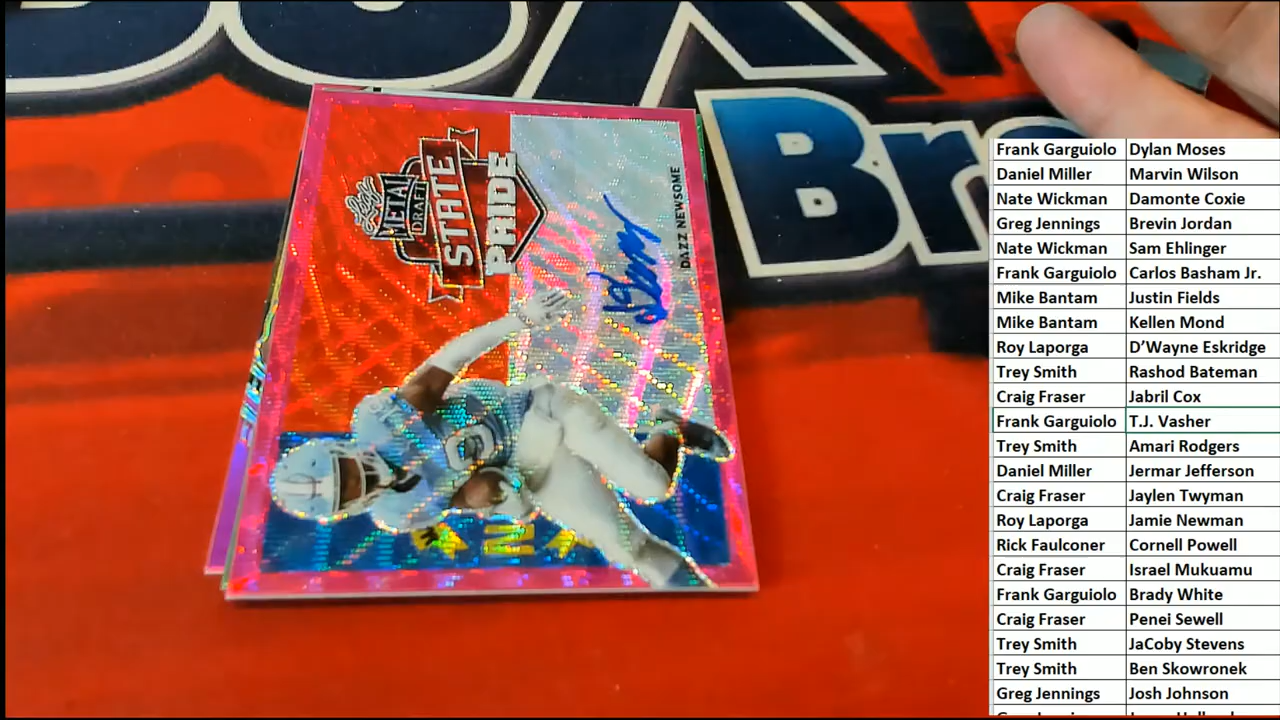 BOX
Bre
Leaf
METAL
DRAFT
STATE
PRIDE
DAZZ NEWSOME
Frank Garguiolo Dylan Moses
Daniel Miller Marvin Wilson
Nate Wickman Damonte Coxie
Greg Jennings Brevin Jordan
Nate Wickman Sam Ehlinger
Frank Garguiolo Carlos Basham Jr.
Mike Bantam Justin Fields
Mike Bantam Kellen Mond
Roy Laporga D’Wayne Eskridge
Trey Smith Rashod Bateman
Craig Fraser Jabril Cox
Frank Garguiolo T.J. Vasher
Trey Smith Amari Rodgers
Daniel Miller Jermar Jefferson
Craig Fraser Jaylen Twyman
Roy Laporga Jamie Newman
Rick Faulconer Cornell Powell
Craig Fraser Israel Mukuamu
Frank Garguiolo Brady White
Craig Fraser Penei Sewell
Trey Smith JaCoby Stevens
Trey Smith Ben Skowronek
Greg Jennings Josh Johnson